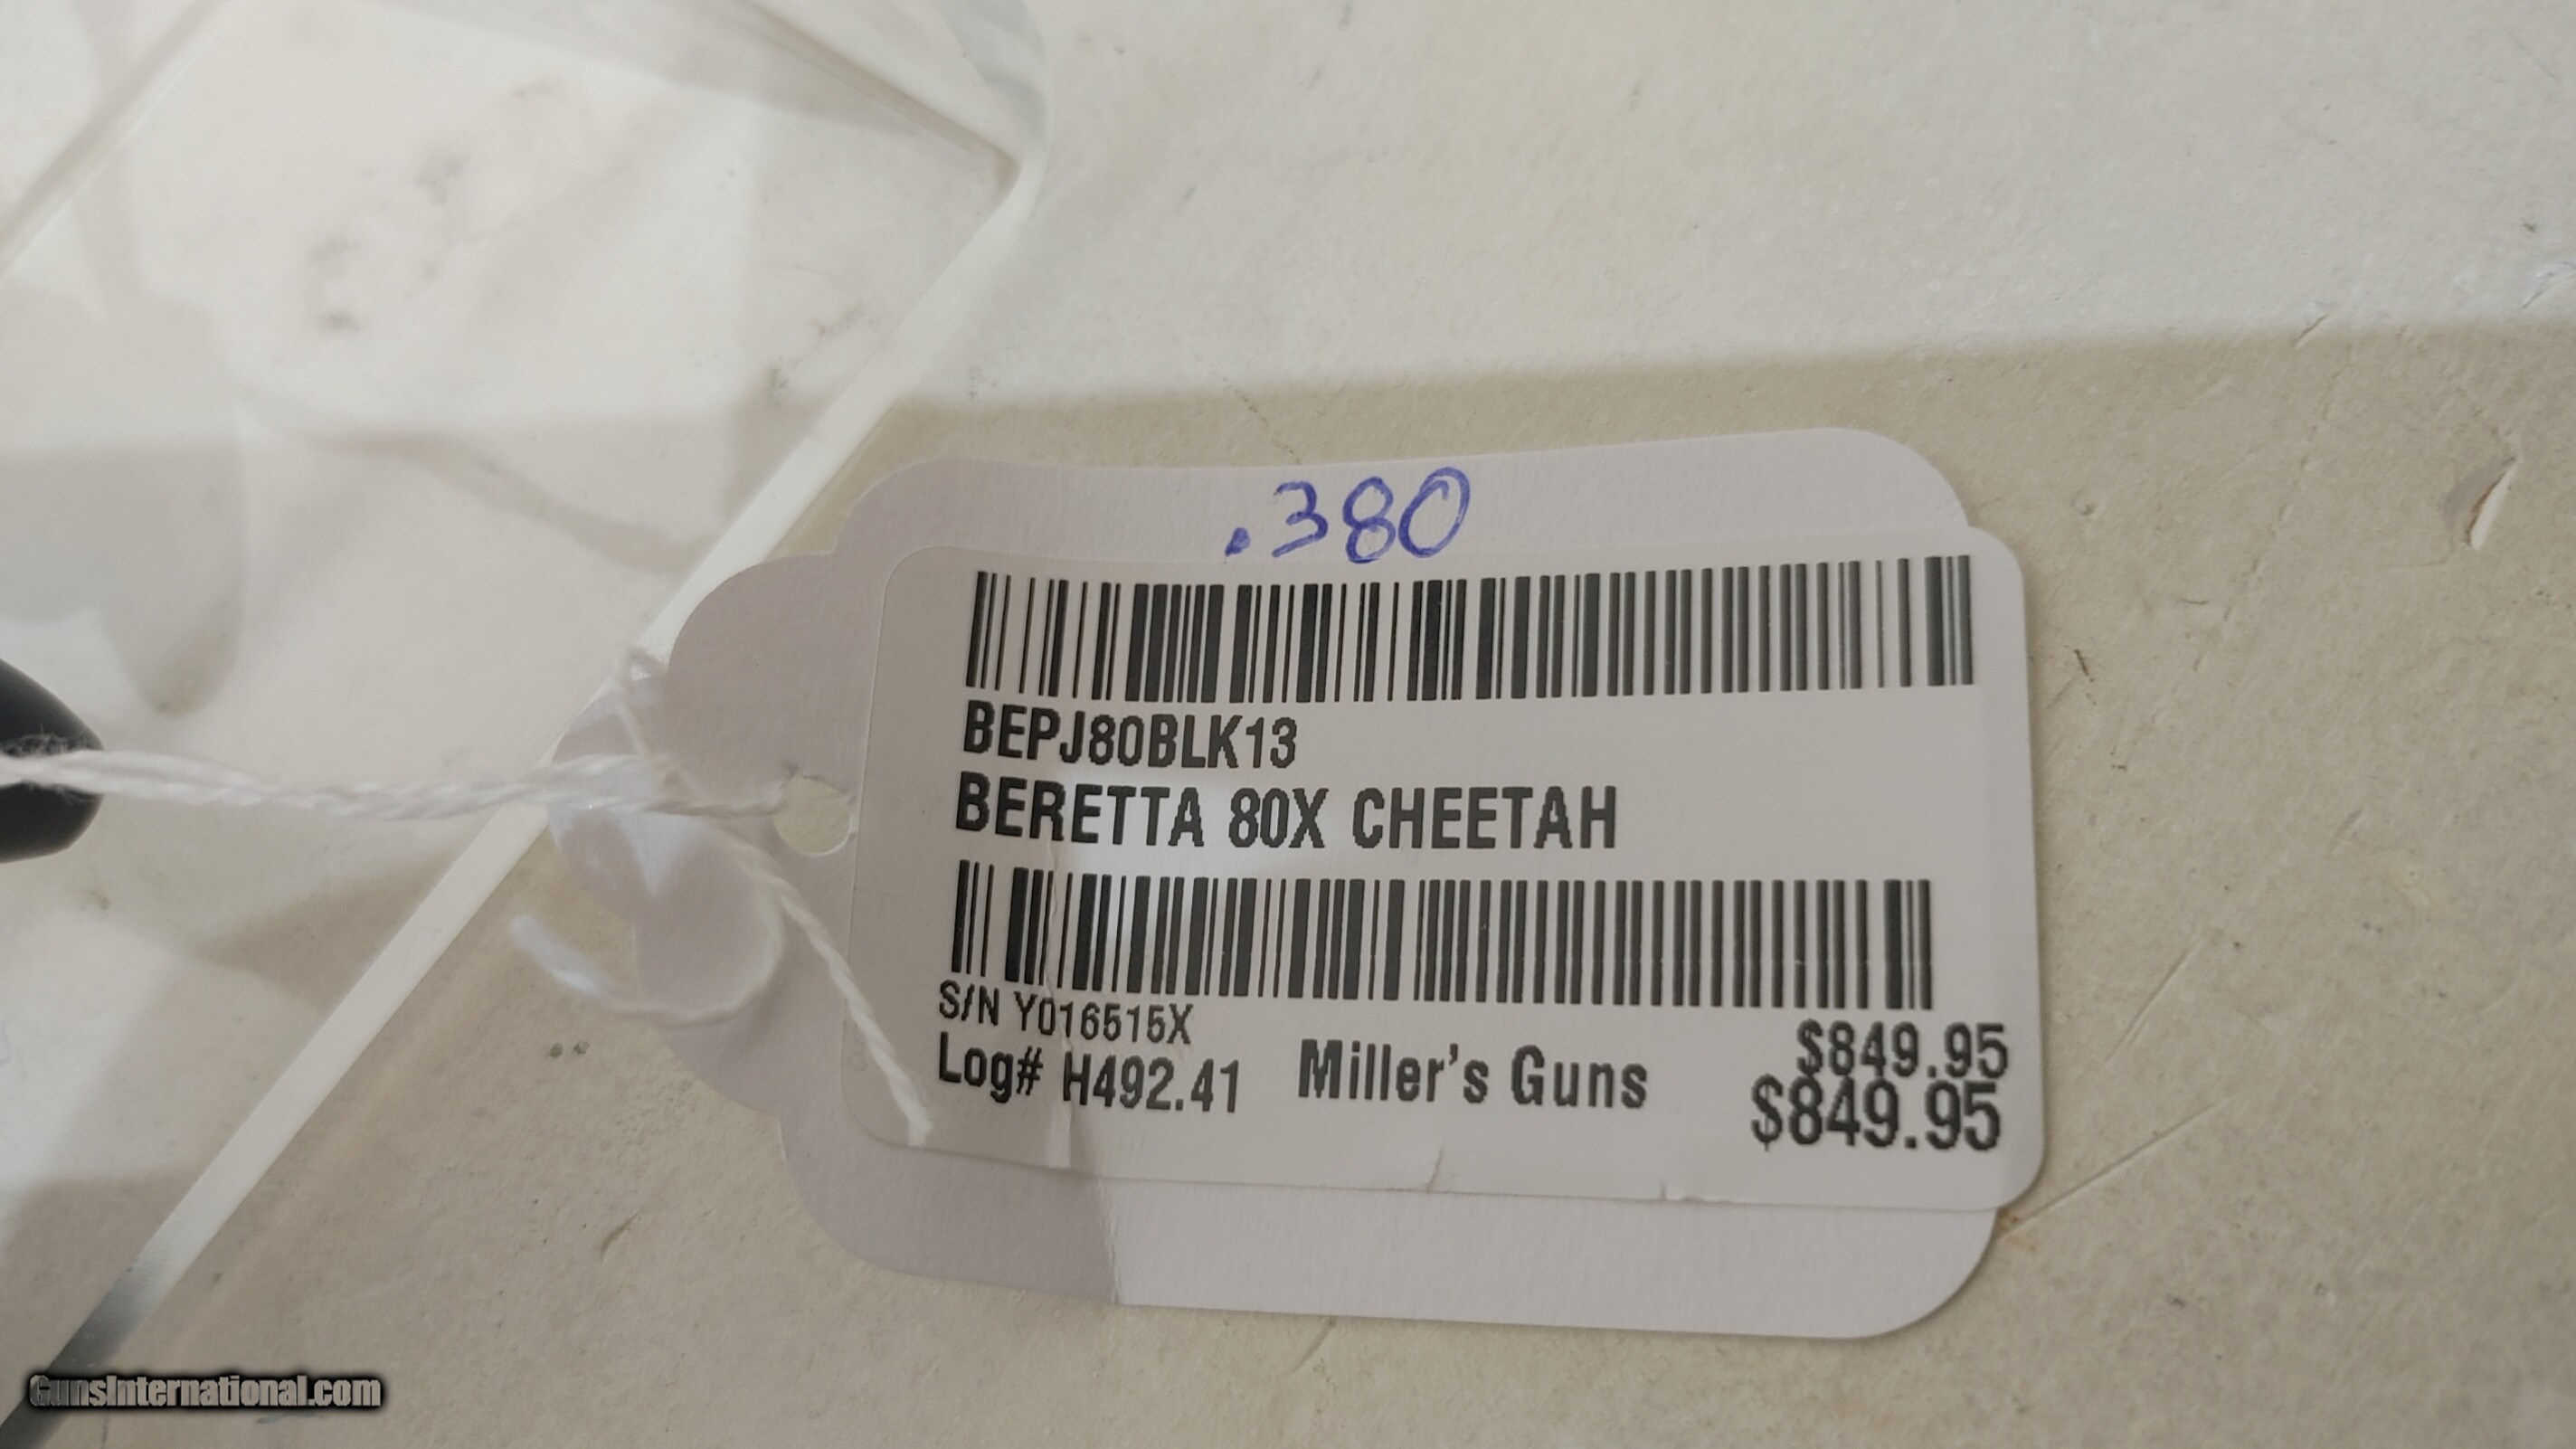 .380
BEPJ80BLK13
BERETTA 80X CHEETAH
S/N Y016515X
$849.95
Log# H492.41 Miller's Guns $849.95
GunsInternational.com